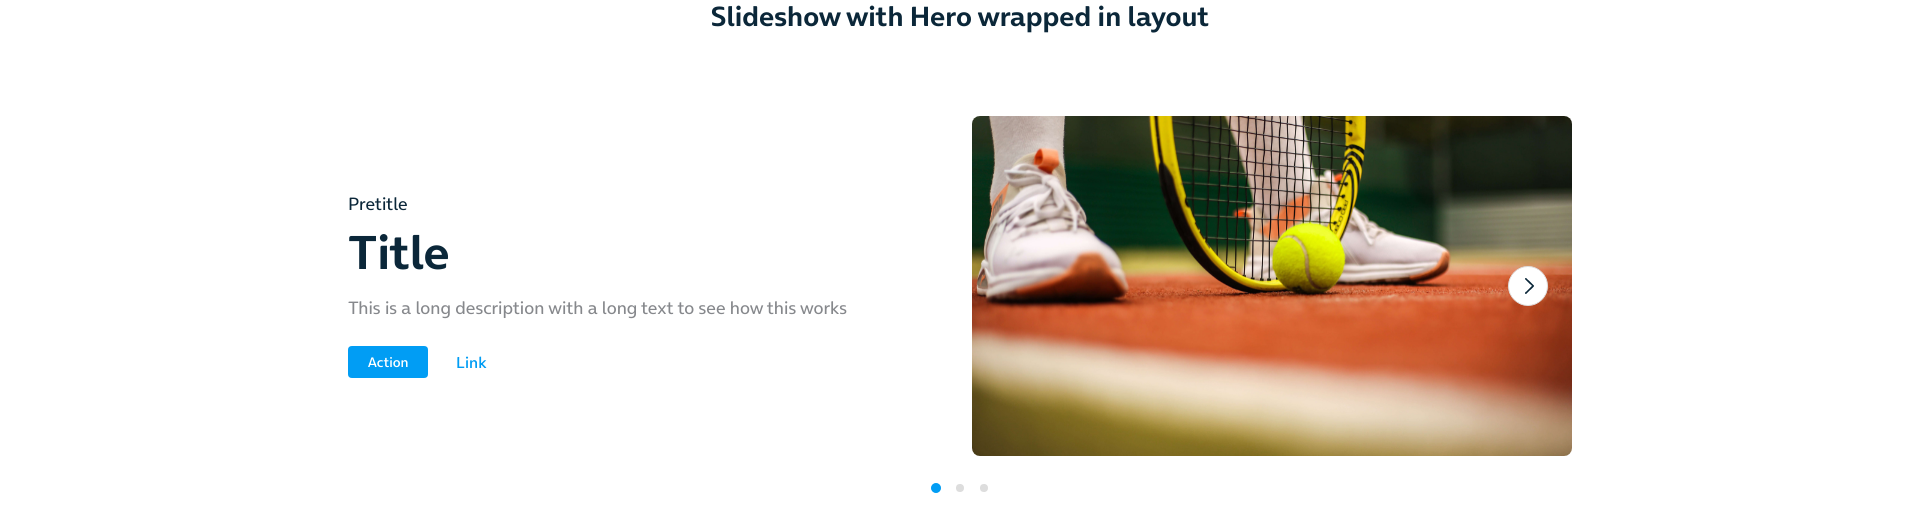 Slideshow with Hero wrapped in layout
Pretitle
Title
This is a long description with a long text to see how this works
Action Link